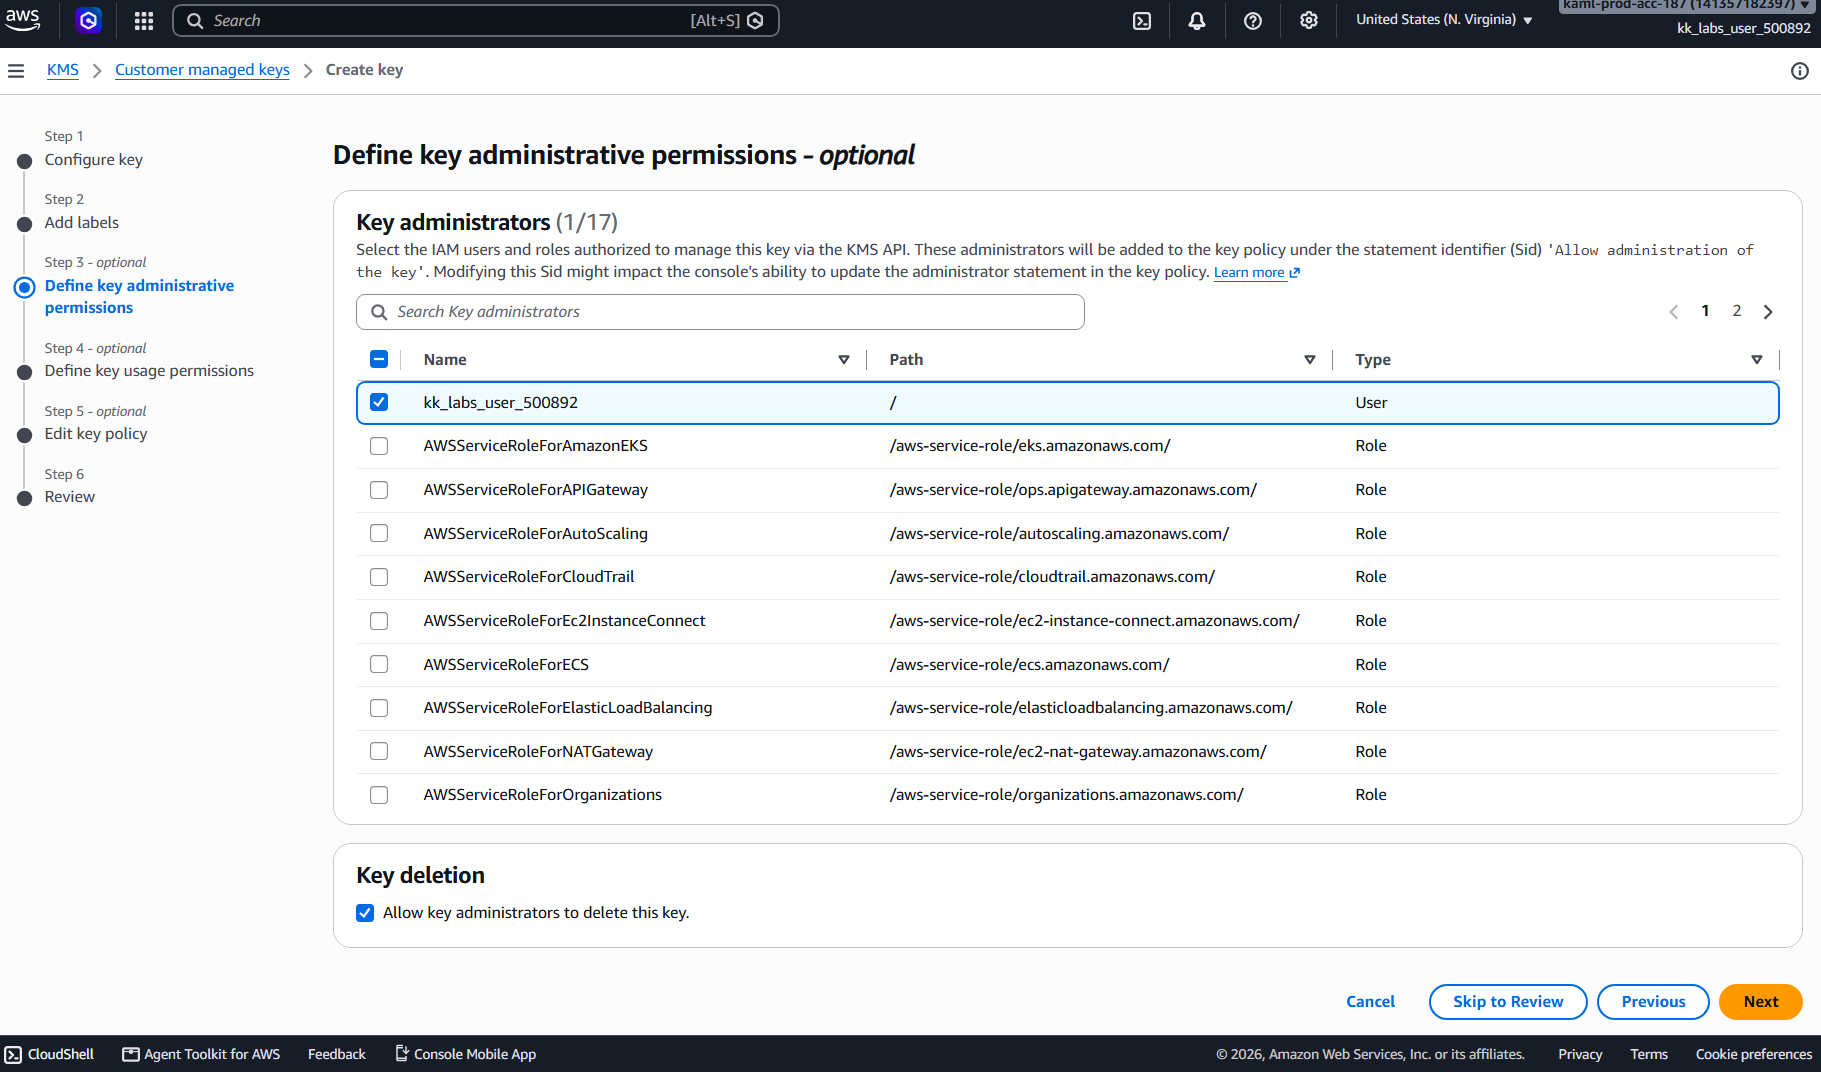 aws
Search
[Alt+S]
United States (N. Virginia)
kaml-prod-acc-187 (141357182397)
kk_labs_user_500892
KMS
Customer managed keys
Create key
Step 1
Configure key
Step 2
Add labels
Step 3 - optional
Define key administrative
permissions
Step 4 - optional
Define key usage permissions
Step 5 - optional
Edit key policy
Step 6
Review
Define key administrative permissions - optional
Key administrators (1/17)
Select the IAM users and roles authorized to manage this key via the KMS API. These administrators will be added to the key policy under the statement identifier (Sid) 'Allow administration of
the key'. Modifying this Sid might impact the console's ability to update the administrator statement in the key policy. Learn more
Search Key administrators
1 2
Name Path Type
kk_labs_user_500892 / User
AWSServiceRoleForAmazonEKS /aws-service-role/eks.amazonaws.com/ Role
AWSServiceRoleForAPIGateway /aws-service-role/ops.apigateway.amazonaws.com/ Role
AWSServiceRoleForAutoScaling /aws-service-role/autoscaling.amazonaws.com/ Role
AWSServiceRoleForCloudTrail /aws-service-role/cloudtrail.amazonaws.com/ Role
AWSServiceRoleForEc2InstanceConnect /aws-service-role/ec2-instance-connect.amazonaws.com/ Role
AWSServiceRoleForECS /aws-service-role/ecs.amazonaws.com/ Role
AWSServiceRoleForElasticLoadBalancing /aws-service-role/elasticloadbalancing.amazonaws.com/ Role
AWSServiceRoleForNATGateway /aws-service-role/ec2-nat-gateway.amazonaws.com/ Role
AWSServiceRoleForOrganizations /aws-service-role/organizations.amazonaws.com/ Role
Key deletion
Allow key administrators to delete this key.
Cancel Skip to Review Previous Next
CloudShell Agent Toolkit for AWS Feedback Console Mobile App © 2026, Amazon Web Services, Inc. or its affiliates. Privacy Terms Cookie preferences